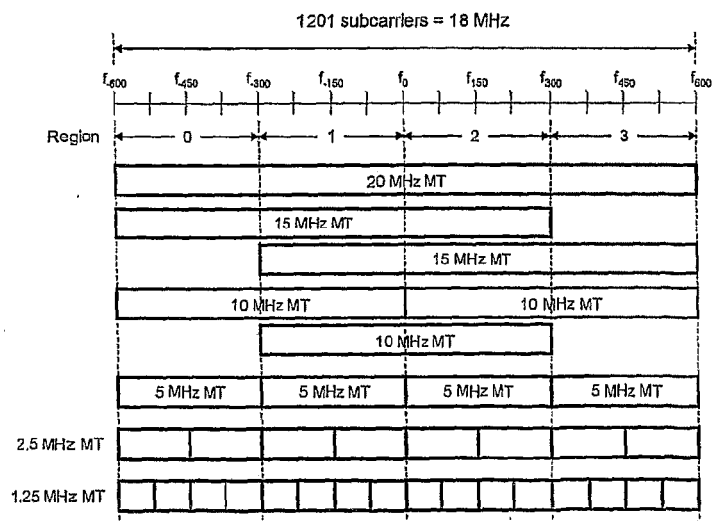 1201 subcarriers = 18 MHz
f-600 f-450 f-300 f-150 f0 f150 f300 f450 f600
Region 0 1 2 3
20 MHz MT
15 MHz MT
15 MHz MT
10 MHz MT 10 MHz MT
10 MHz MT
5 MHz MT 5 MHz MT 5 MHz MT 5 MHz MT
2.5 MHz MT
1.25 MHz MT